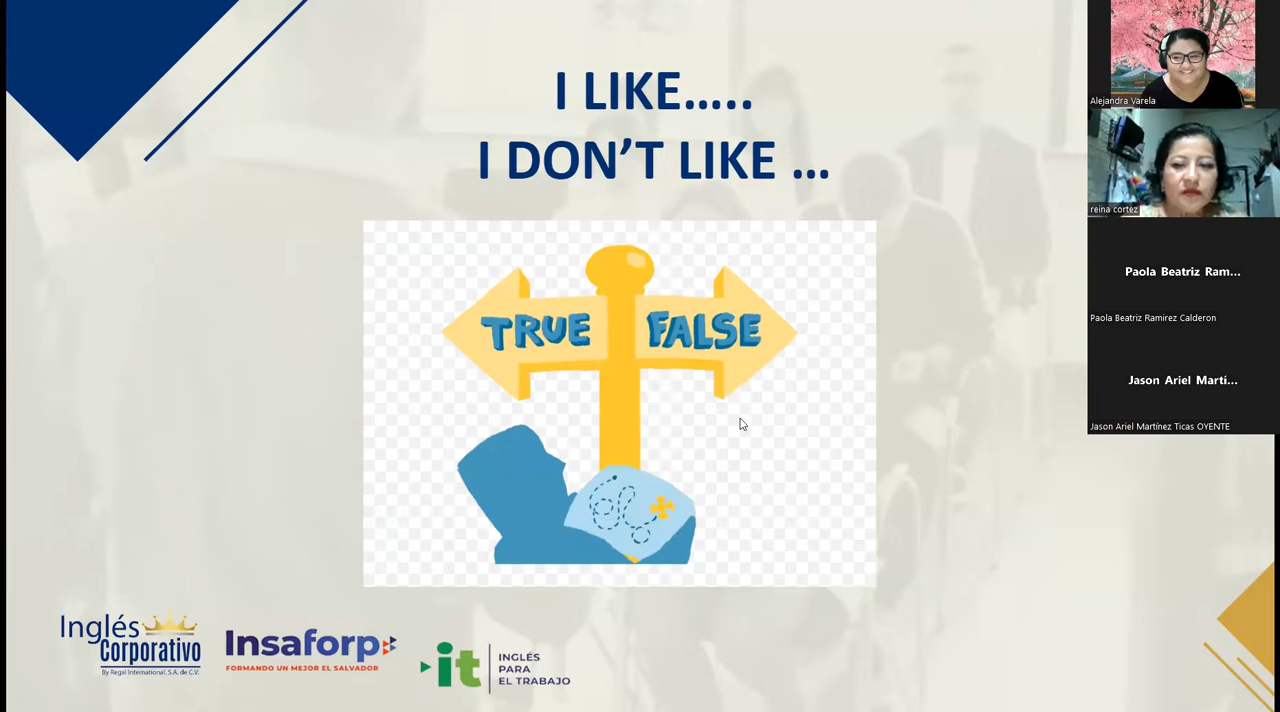 I LIKE…..
I DON’T LIKE …
TRUE FALSE
Inglés
Corporativo
By Regal International, S.A. de C.V.
Insaforp
FORMANDO UN MEJOR EL SALVADOR
it
INGLÉS
PARA
EL TRABAJO
Alejandra Varela
reina cortez
Paola Beatriz Ram...
Paola Beatriz Ramirez Calderon
Jason Ariel Martí...
Jason Ariel Martínez Ticas OYENTE